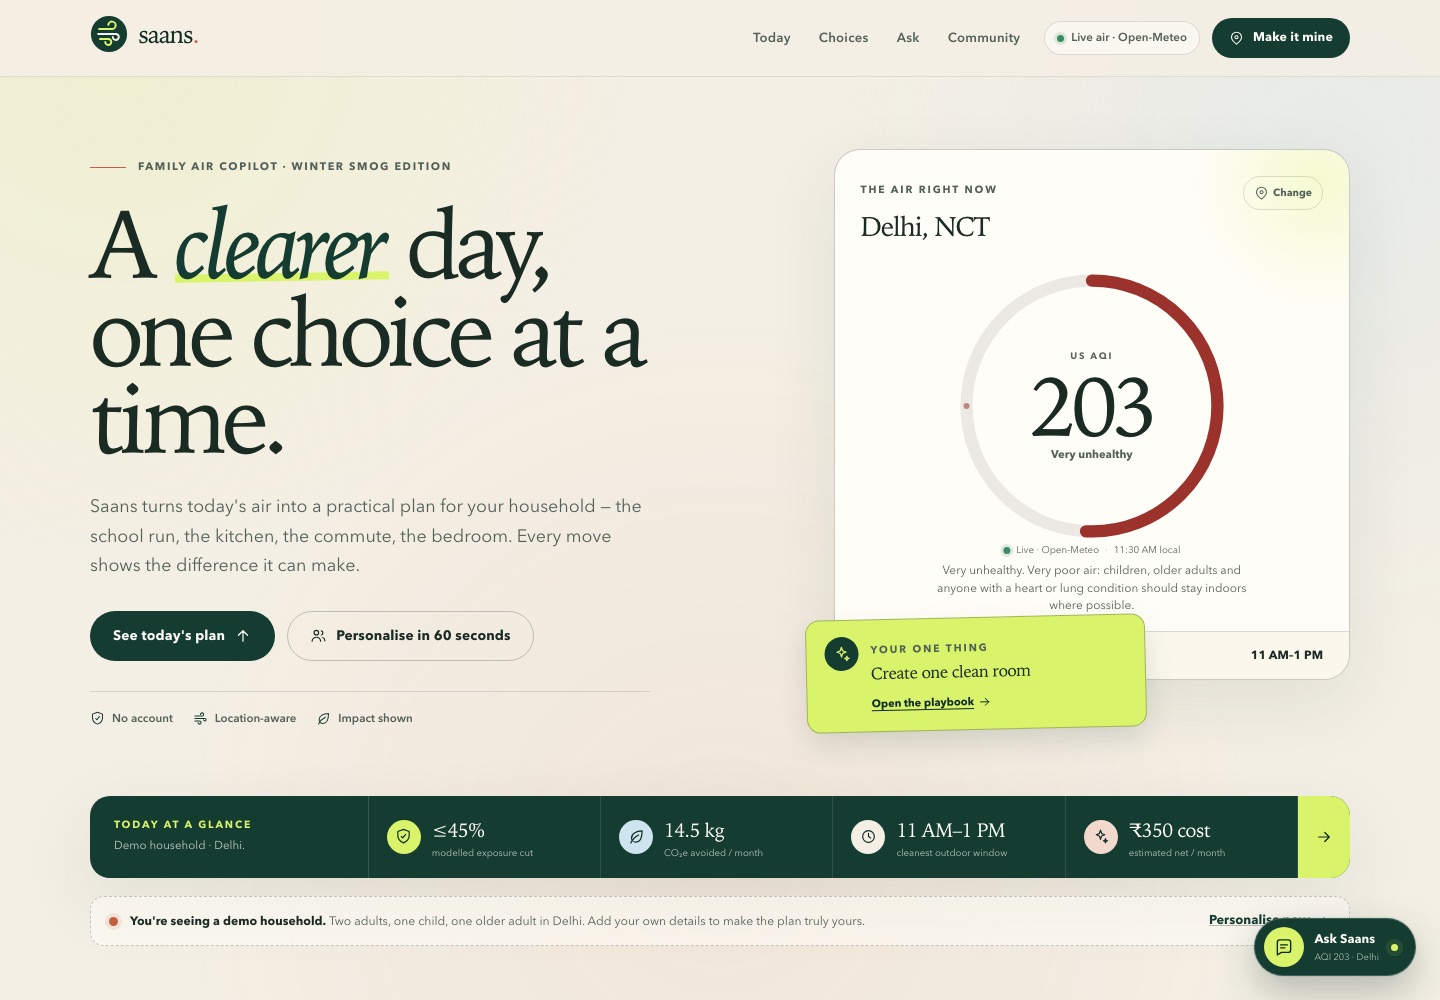 saans.
Today
Choices
Ask
Community
Live air · Open-Meteo
Make it mine
FAMILY AIR COPILOT · WINTER SMOG EDITION
A clearer day,
one choice at a
time.
Saans turns today's air into a practical plan for your household — the
school run, the kitchen, the commute, the bedroom. Every move
shows the difference it can make.
See today's plan
Personalise in 60 seconds
No account
Location-aware
Impact shown
THE AIR RIGHT NOW
Change
Delhi, NCT
US AQI
203
Very unhealthy
Live · Open-Meteo · 11:30 AM local
Very unhealthy. Very poor air: children, older adults and
anyone with a heart or lung condition should stay indoors
where possible.
11 AM–1 PM
YOUR ONE THING
Create one clean room
Open the playbook
TODAY AT A GLANCE
Demo household · Delhi.
≤45%
modelled exposure cut
14.5 kg
CO₂e avoided / month
11 AM–1 PM
cleanest outdoor window
₹350 cost
estimated net / month
You're seeing a demo household. Two adults, one child, one older adult in Delhi. Add your own details to make the plan truly yours.
Personalise
Ask Saans
AQI 203 · Delhi